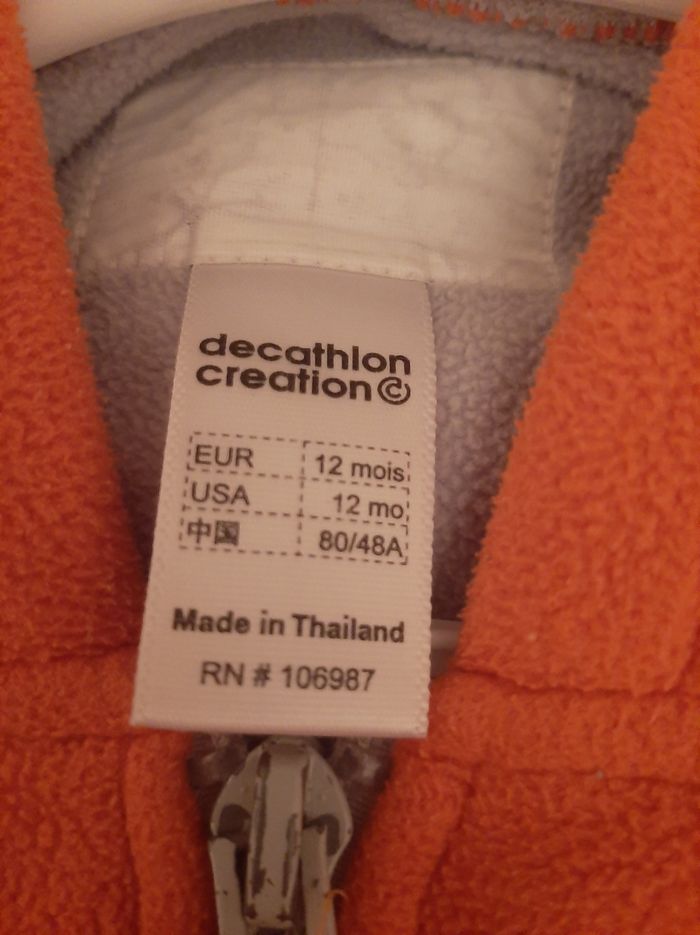 decathlon
creation©
EUR 12 mois
USA 12 mo
中国 80/48A
Made in Thailand
RN # 106987